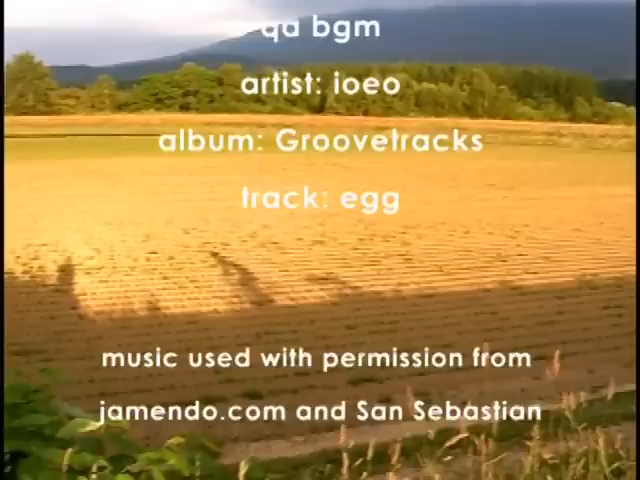 qa bgm
artist: ioeo
album: Groovetracks
track: egg
music used with permission from
jamendo.com and San Sebastian